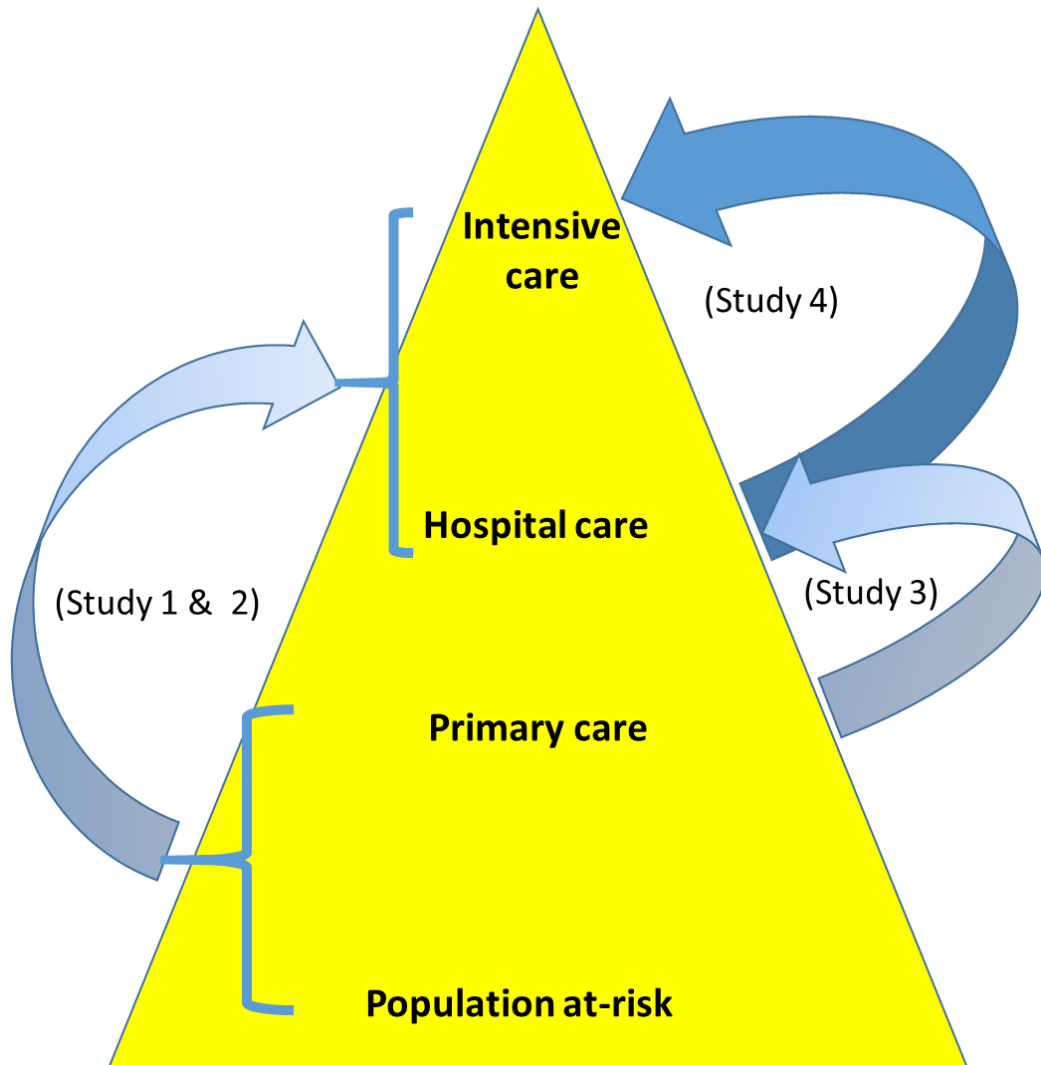 Intensive
care
(Study 4)
Hospital care
(Study 1 &  2)
(Study 3)
Primary care
Population at-risk